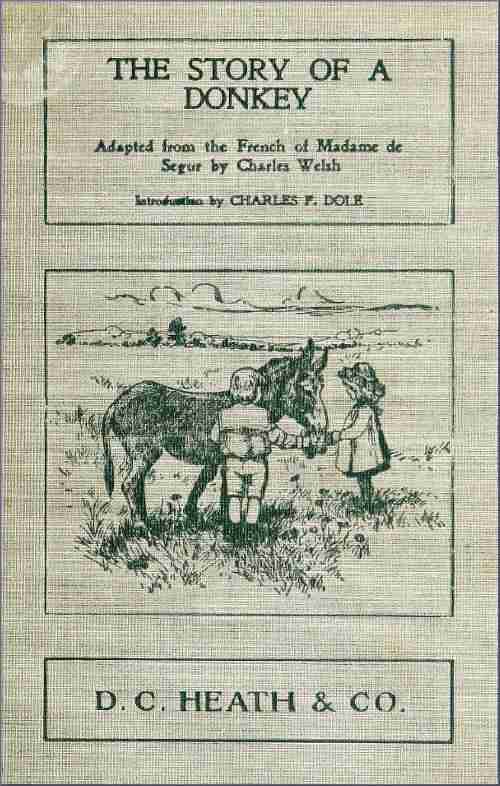 THE STORY OF A
DONKEY
Adapted from the French of Madame de
Segur by Charles Welsh
Introduction by CHARLES F. DOLE
D. C. HEATH & CO.